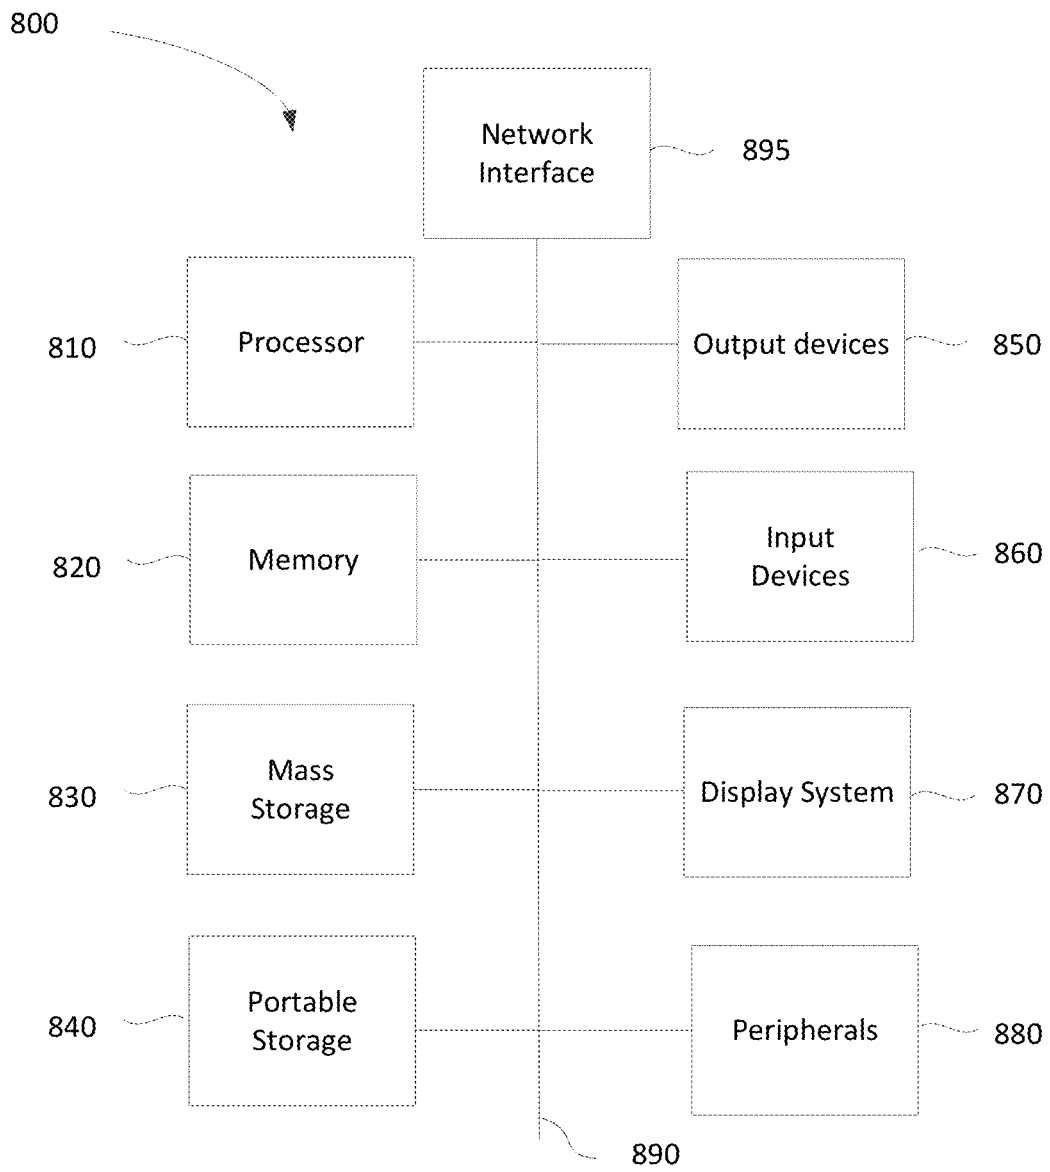 800
Network
Interface
895
810
Processor
Output devices
850
820
Memory
Input
Devices
860
830
Mass
Storage
Display System
870
840
Portable
Storage
Peripherals
880
890